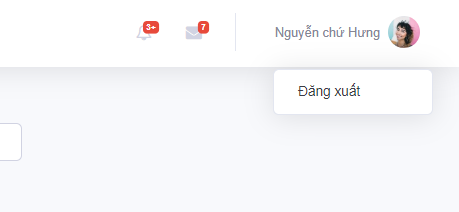 3+
7
Nguyễn chứ Hưng
Đăng xuất